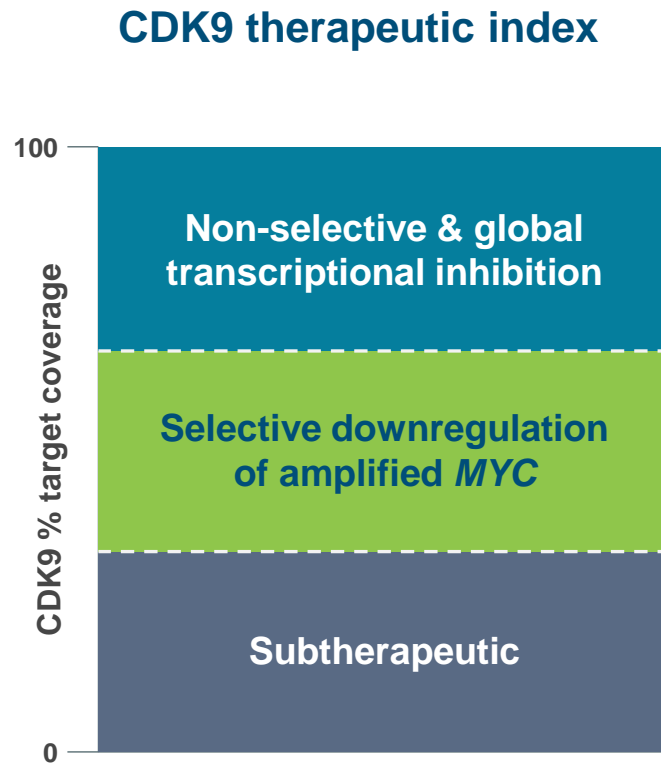 CDK9 therapeutic index
100
Non-selective & global
transcriptional inhibition
CDK9 % target coverage
Selective downregulation
of amplified MYC
Subtherapeutic
0